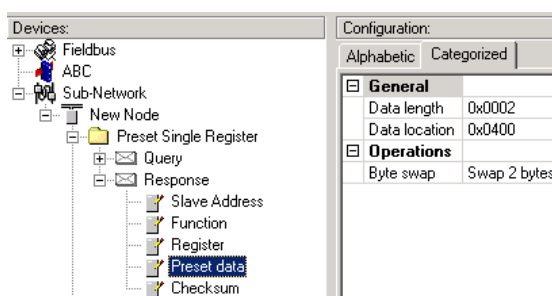 Devices:
Fieldbus
ABC
Sub-Network
New Node
Preset Single Register
Query
Response
Slave Address
Function
Register
Preset data
Checksum
Configuration:
Alphabetic Categorized
General
Data length 0x0002
Data location 0x0400
Operations
Byte swap Swap 2 bytes